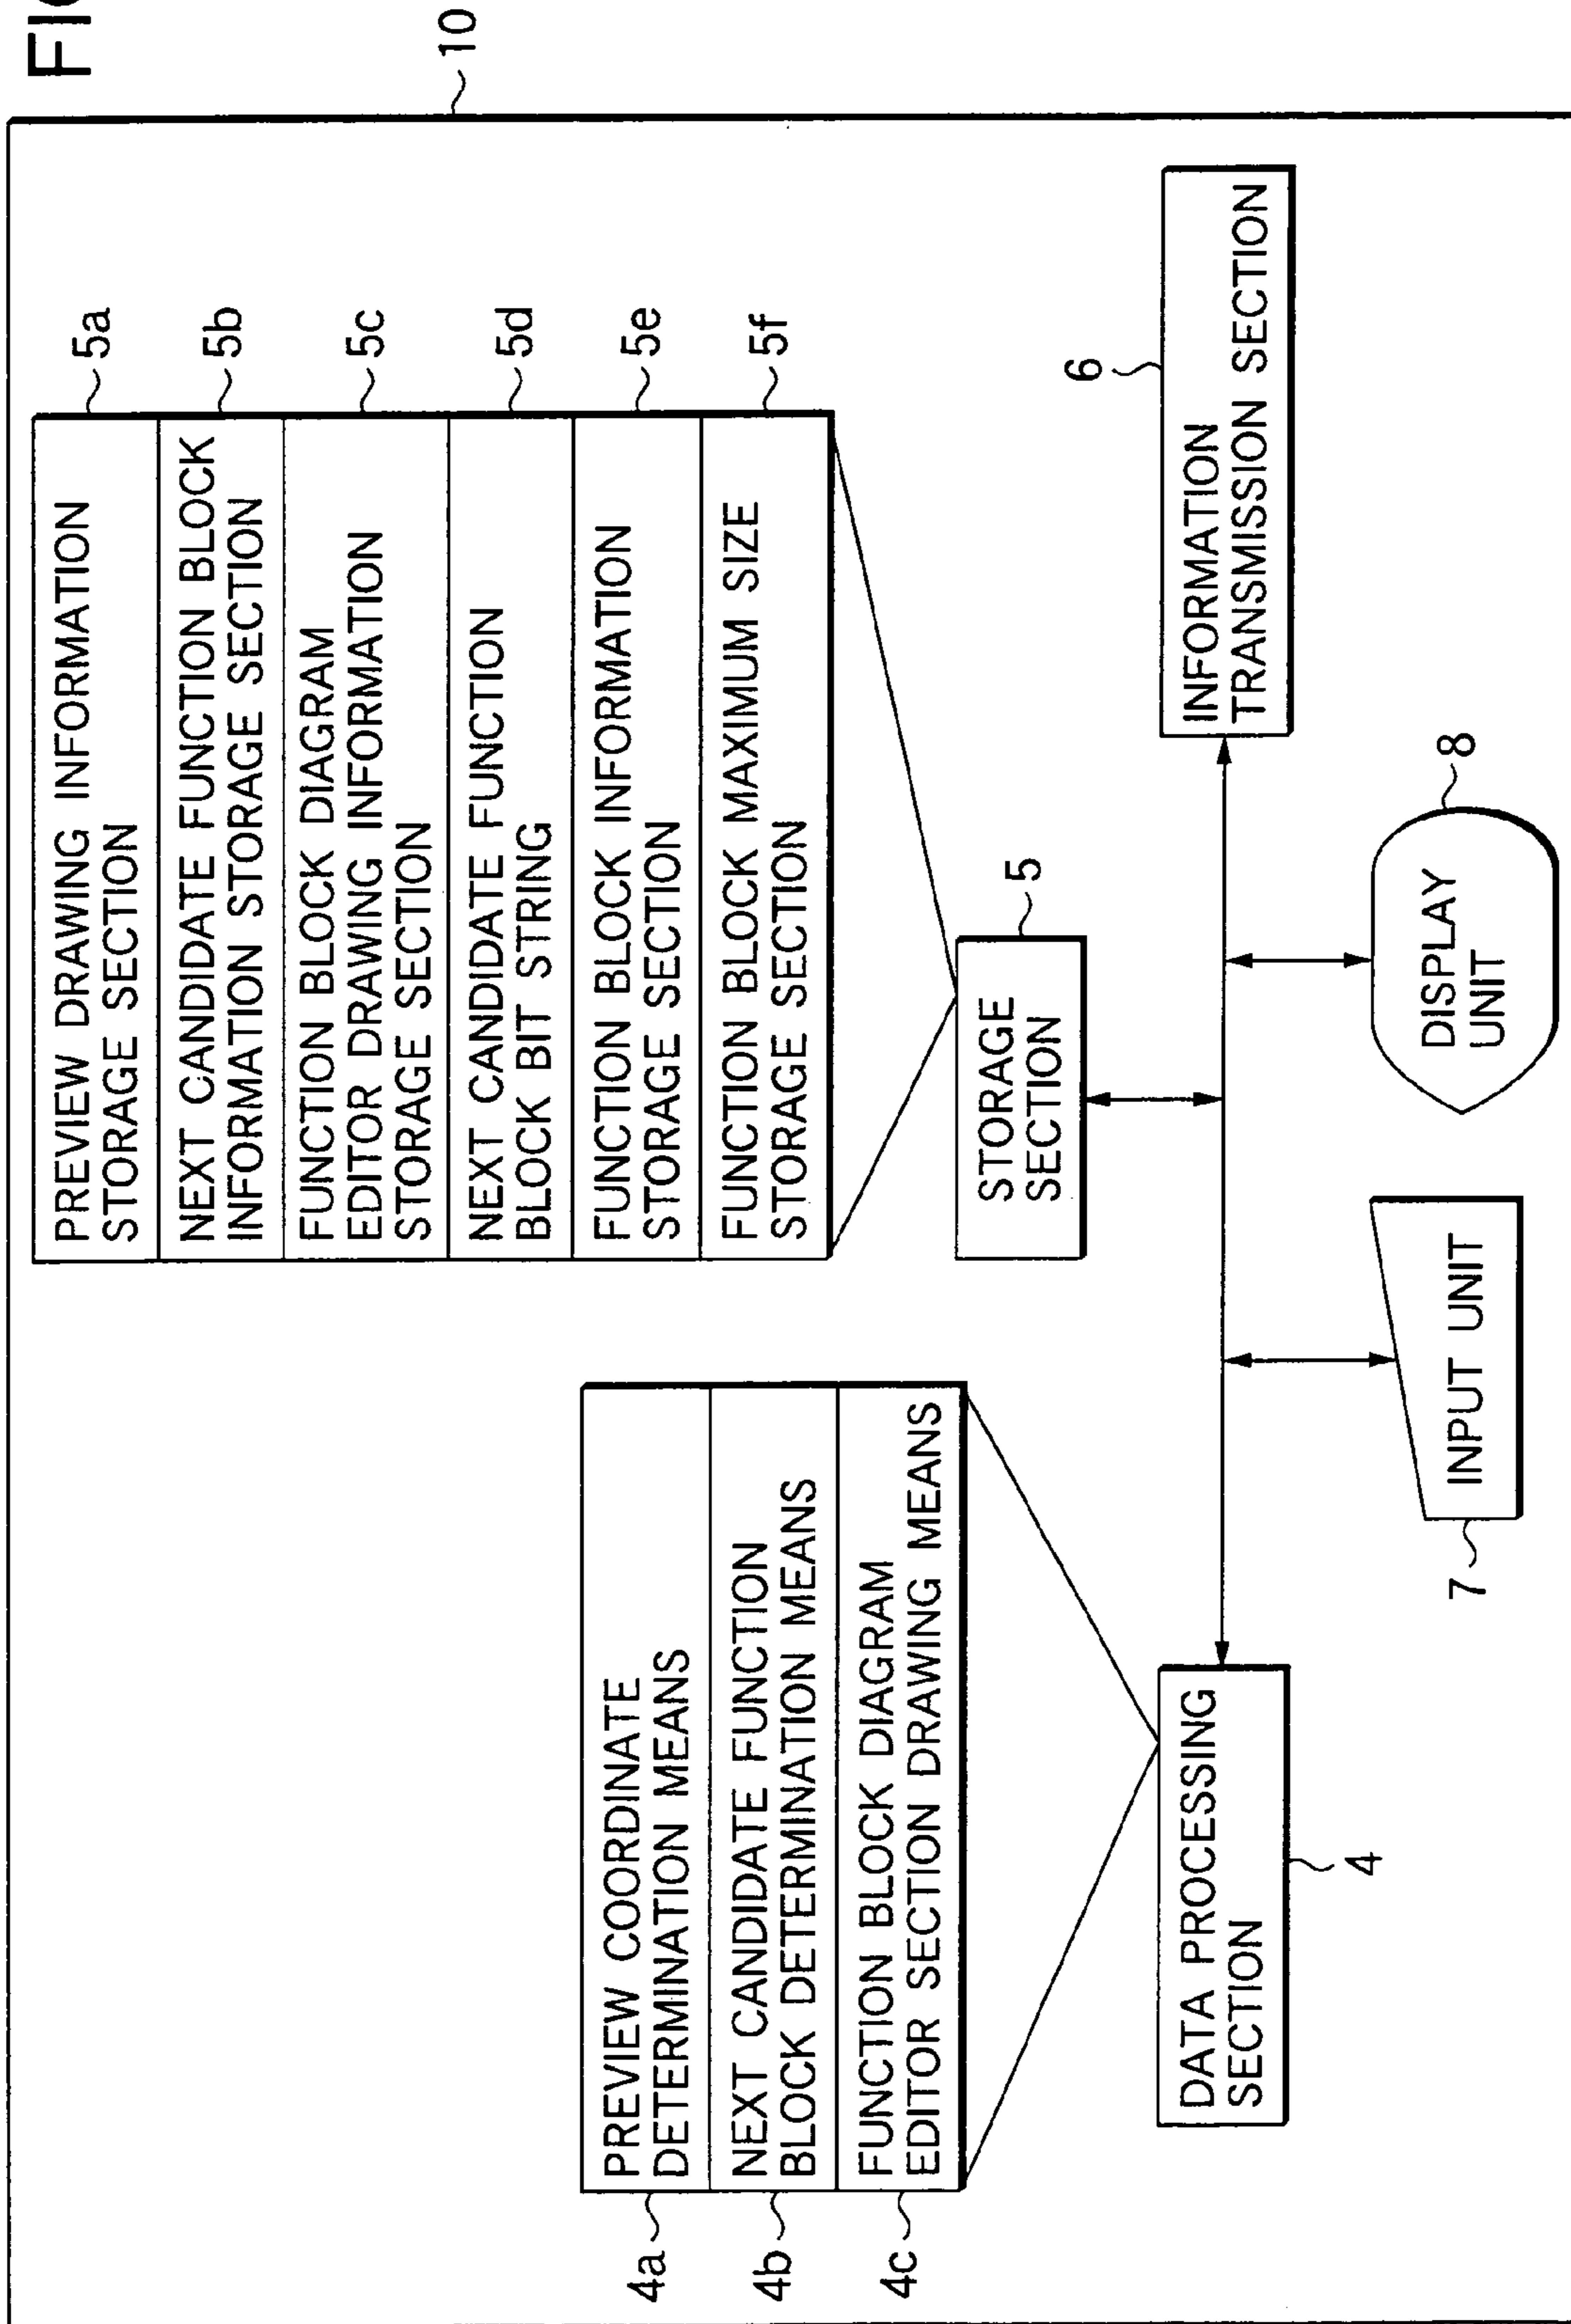 FIG
10
PREVIEW DRAWING INFORMATION
STORAGE SECTION
5a
NEXT CANDIDATE FUNCTION BLOCK
INFORMATION STORAGE SECTION
5b
FUNCTION BLOCK DIAGRAM
EDITOR DRAWING INFORMATION
STORAGE SECTION
5c
NEXT CANDIDATE FUNCTION
BLOCK BIT STRING
5d
FUNCTION BLOCK INFORMATION
STORAGE SECTION
5e
FUNCTION BLOCK MAXIMUM SIZE
STORAGE SECTION
5f
4a
PREVIEW COORDINATE
DETERMINATION MEANS
4b
NEXT CANDIDATE FUNCTION
BLOCK DETERMINATION MEANS
4c
FUNCTION BLOCK DIAGRAM
EDITOR SECTION DRAWING MEANS
STORAGE
SECTION
5
DATA PROCESSING
SECTION
4
INFORMATION
TRANSMISSION SECTION
6
INPUT UNIT
7
DISPLAY
UNIT
8